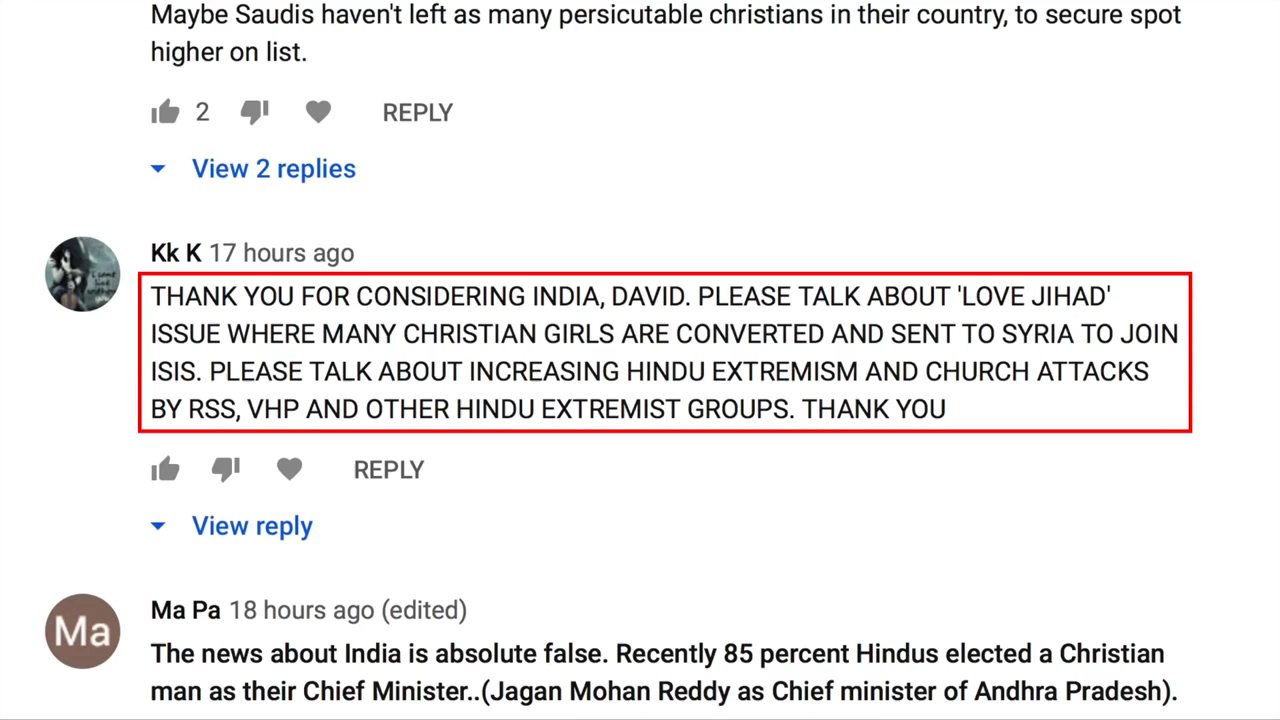 Maybe Saudis haven't left as many persicutable christians in their country, to secure spot
higher on list.
2 REPLY
View 2 replies
Kk K 17 hours ago
THANK YOU FOR CONSIDERING INDIA, DAVID. PLEASE TALK ABOUT 'LOVE JIHAD'
ISSUE WHERE MANY CHRISTIAN GIRLS ARE CONVERTED AND SENT TO SYRIA TO JOIN
ISIS. PLEASE TALK ABOUT INCREASING HINDU EXTREMISM AND CHURCH ATTACKS
BY RSS, VHP AND OTHER HINDU EXTREMIST GROUPS. THANK YOU
REPLY
View reply
Ma
Ma Pa 18 hours ago (edited)
The news about India is absolute false. Recently 85 percent Hindus elected a Christian
man as their Chief Minister..(Jagan Mohan Reddy as Chief minister of Andhra Pradesh).